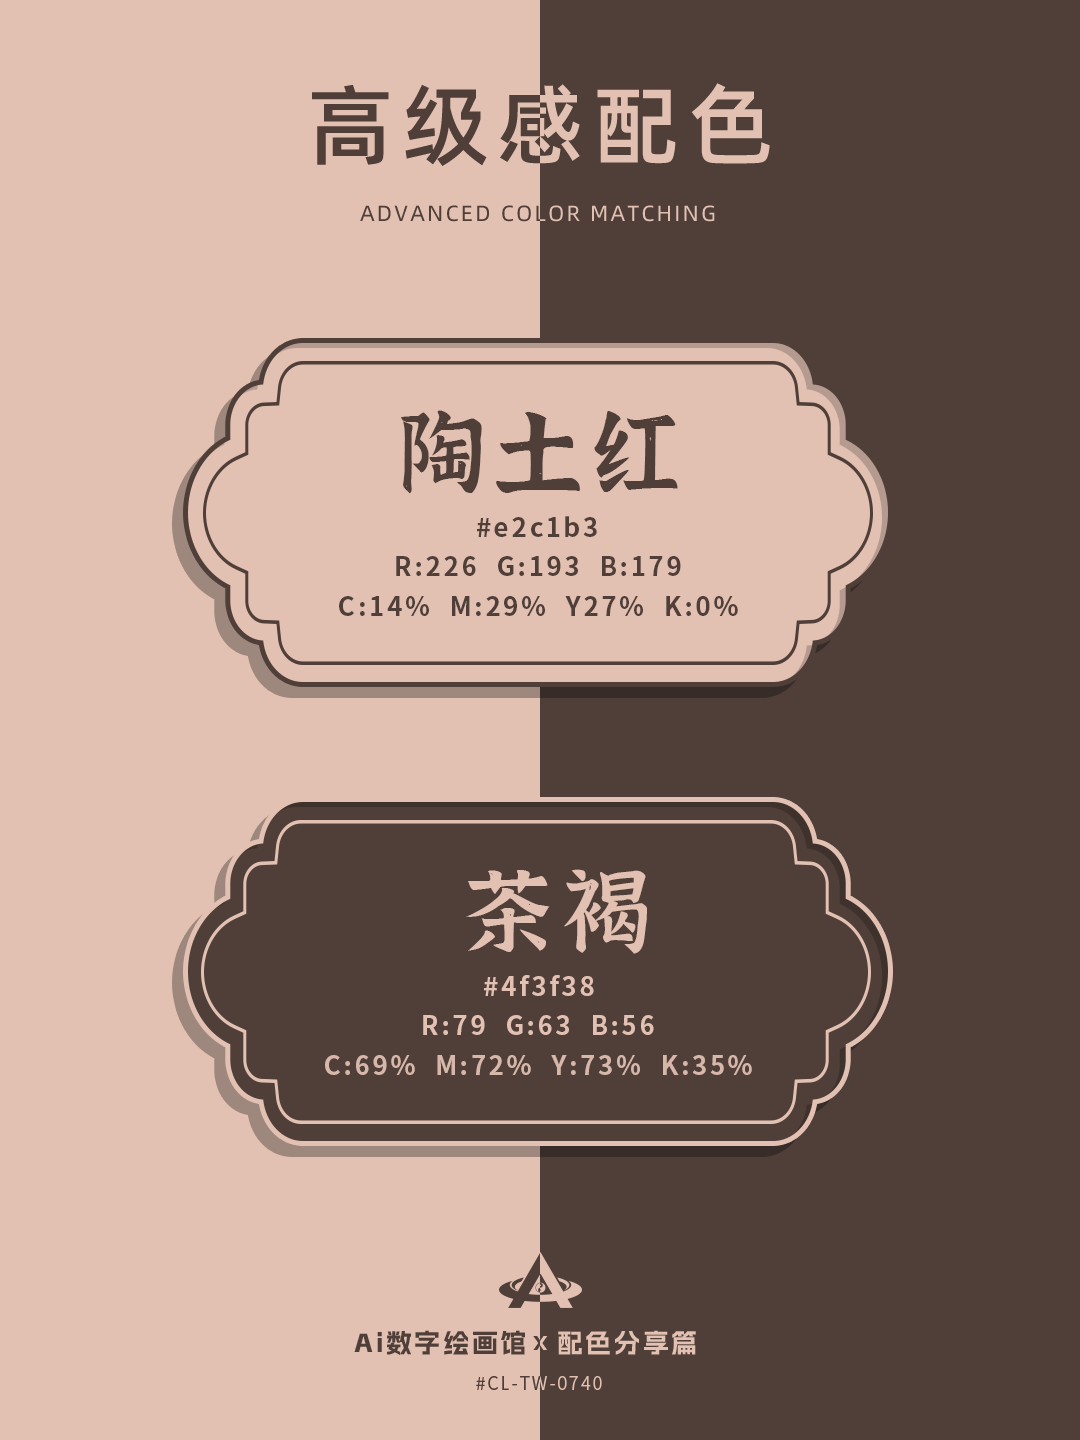 高级感配色
ADVANCED COLOR MATCHING
陶土红
#e2c1b3
R:226 G:193 B:179
C:14% M:29% Y27% K:0%
茶褐
#4f3f38
R:79 G:63 B:56
C:69% M:72% Y:73% K:35%
Ai数字绘画馆 x 配色分享篇
#CL-TW-0740